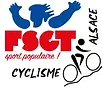 FSGT
sport populaire !
CYCLISME
ALSACE